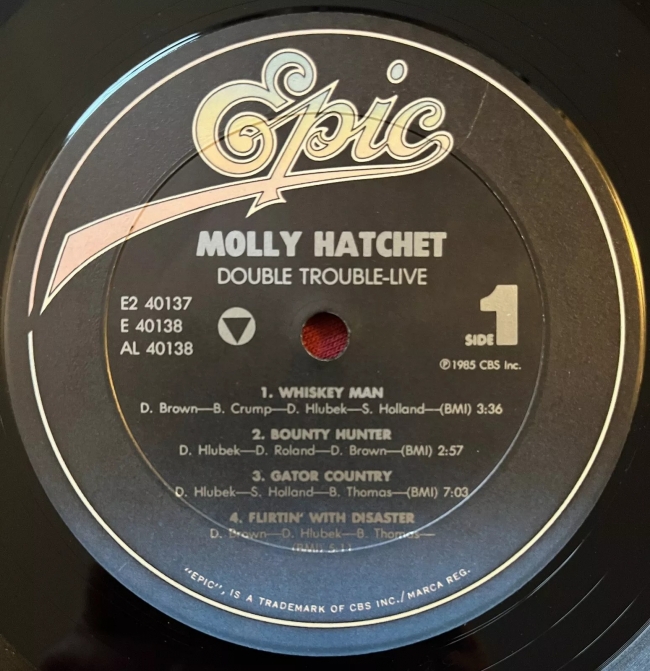 Epic
MOLLY HATCHET
DOUBLE TROUBLE-LIVE
E2 40137
E 40138
AL 40138
SIDE 1
℗1985 CBS Inc.
1. WHISKEY MAN
D. Brown—B. Crump—D. Hlubek—S. Holland—(BMI) 3:36
2. BOUNTY HUNTER
D. Hlubek—D. Roland—D. Brown—(BMI) 2:57
3. GATOR COUNTRY
D. Hlubek—S. Holland—B. Thomas—(BMI) 7:03
4. FLIRTIN' WITH DISASTER
D. Brown—D. Hlubek—B. Thomas—
(BMI) 5:11
"EPIC", IS A TRADEMARK OF CBS INC./MARCA REG.